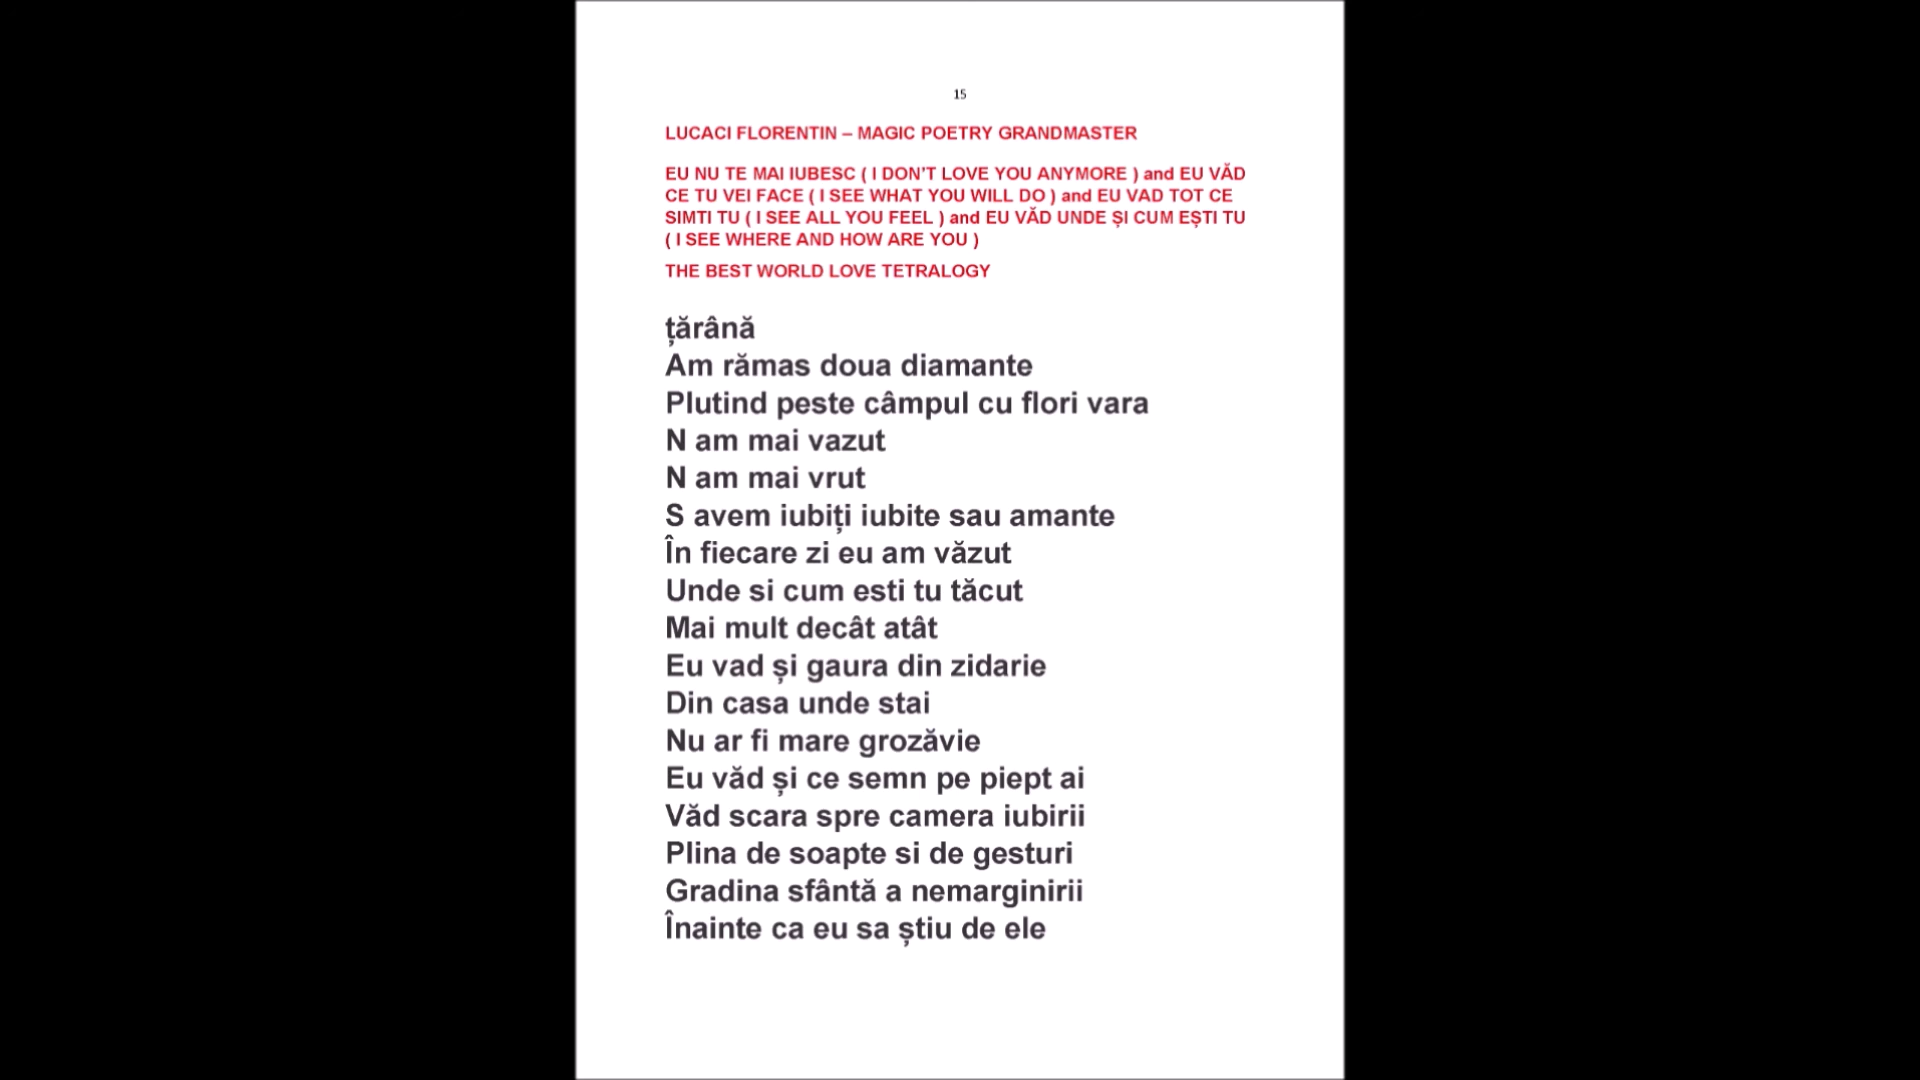 15
LUCACI FLORENTIN – MAGIC POETRY GRANDMASTER
EU NU TE MAI IUBESC ( I DON'T LOVE YOU ANYMORE ) and EU VĂD
CE TU VEI FACE ( I SEE WHAT YOU WILL DO ) and EU VAD TOT CE
SIMTI TU ( I SEE ALL YOU FEEL ) and EU VĂD UNDE ȘI CUM EȘTI TU
( I SEE WHERE AND HOW ARE YOU )
THE BEST WORLD LOVE TETRALOGY
țărână
Am rămas doua diamante
Plutind peste câmpul cu flori vara
N am mai vazut
N am mai vrut
S avem iubiți iubite sau amante
În fiecare zi eu am văzut
Unde si cum esti tu tăcut
Mai mult decât atât
Eu vad și gaura din zidarie
Din casa unde stai
Nu ar fi mare grozăvie
Eu văd și ce semn pe piept ai
Văd scara spre camera iubirii
Plina de soapte si de gesturi
Gradina sfântă a nemarginirii
Înainte ca eu sa știu de ele